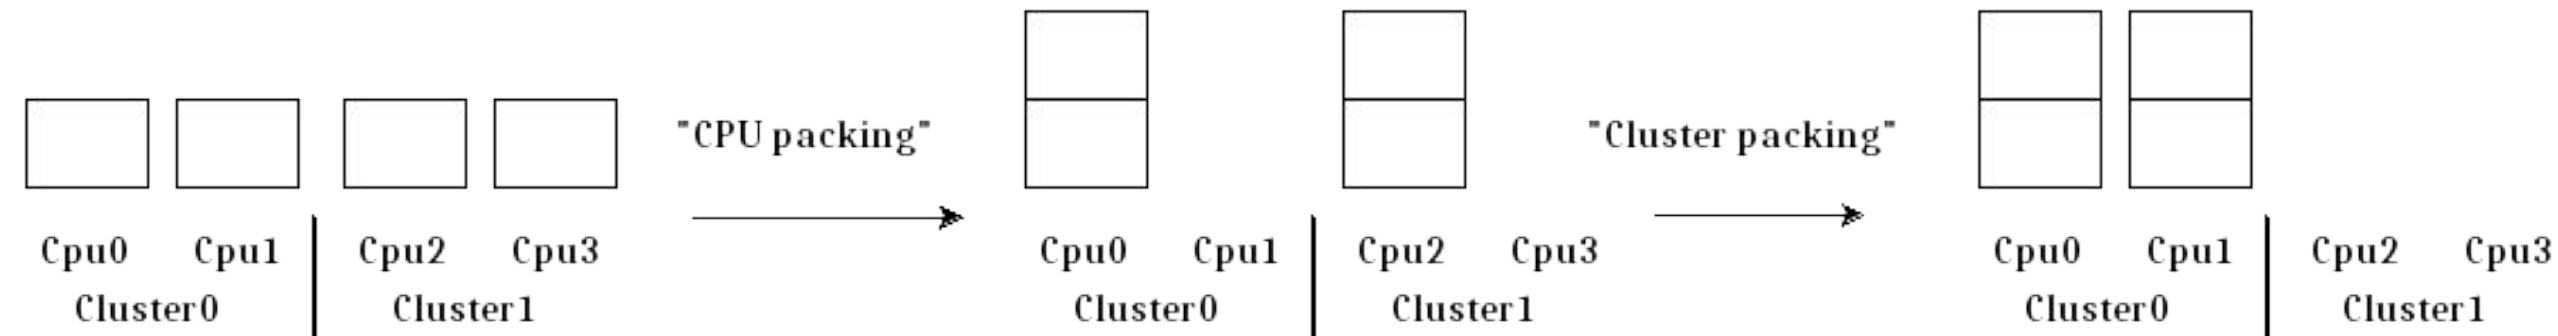 "CPU packing"
"Cluster packing"
Cpu0 Cpu1 Cpu2 Cpu3 Cpu0 Cpu1 Cpu2 Cpu3 Cpu0 Cpu1 Cpu2 Cpu3
Cluster0 Cluster1 Cluster0 Cluster1 Cluster0 Cluster1